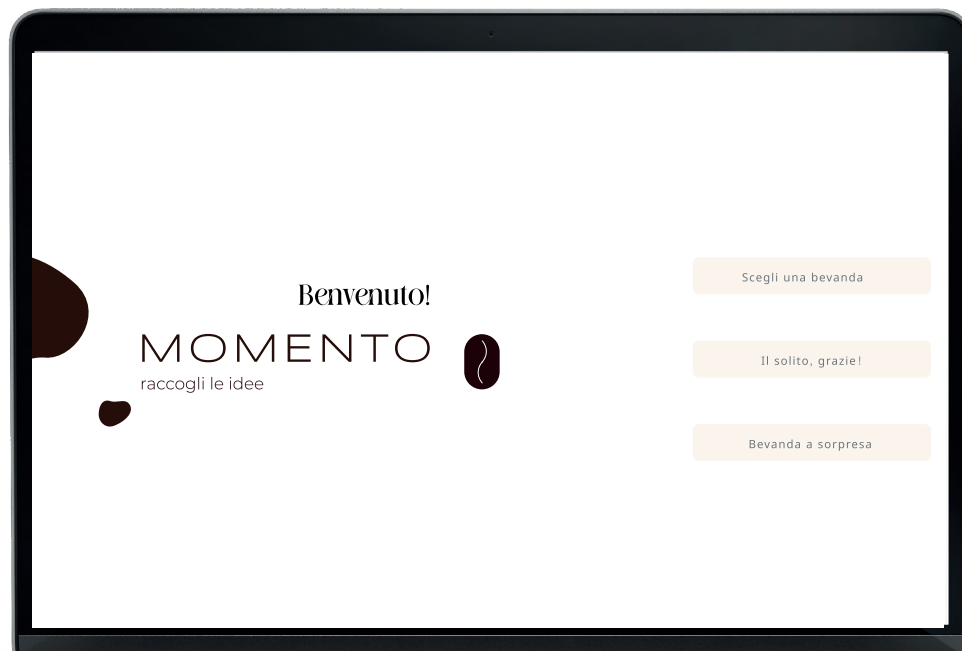 Benvenuto!
MOMENTO
raccogli le idee
Scegli una bevanda
Il solito, grazie!
Bevanda a sorpresa